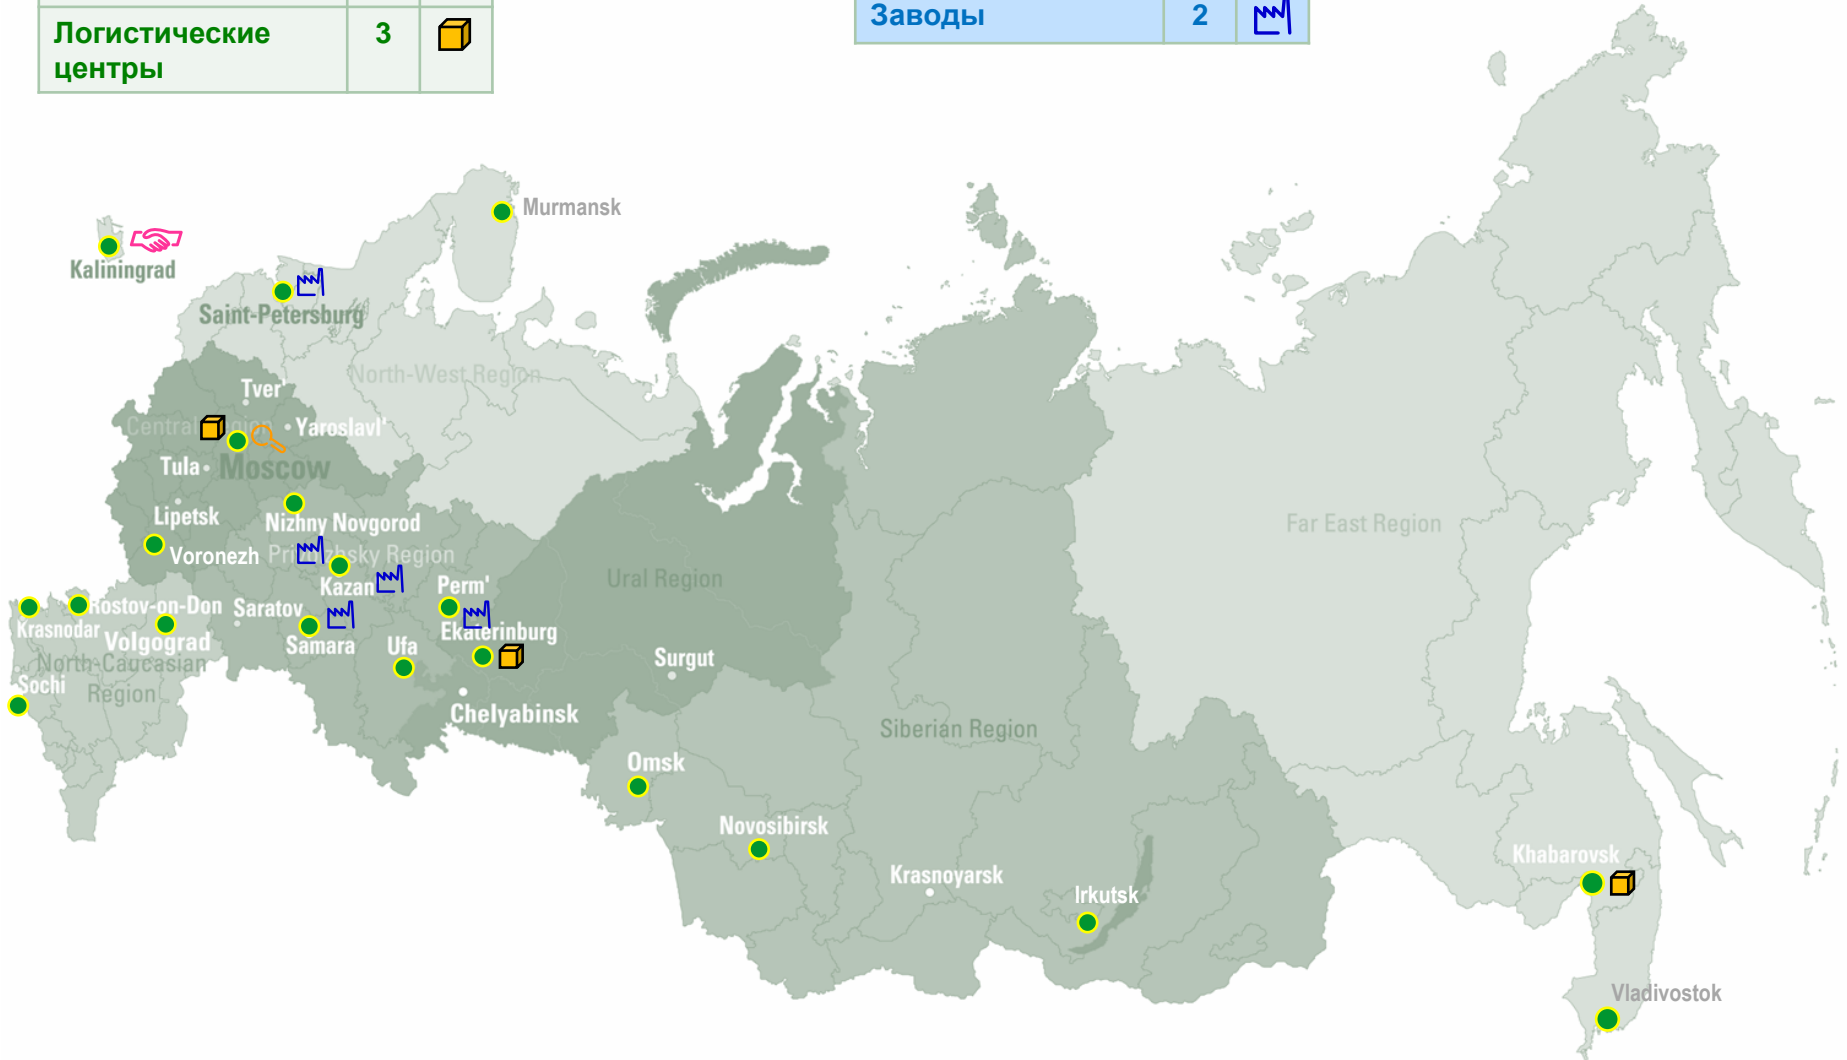 Логистические
центры
3
Заводы
2
Murmansk
Kaliningrad
Saint-Petersburg
North-West Region
Tver
Central Region
Yaroslavl'
Tula
Moscow
Lipetsk
Nizhny Novgorod
Voronezh
Privolzhsky Region
Far East Region
Kazan
Perm'
Ural Region
Rostov-on-Don
Saratov
Krasnodar
Volgograd
Samara
Ekaterinburg
Ufa
North-Caucasian
Region
Surgut
Sochi
Chelyabinsk
Siberian Region
Omsk
Novosibirsk
Khabarovsk
Krasnoyarsk
Irkutsk
Vladivostok